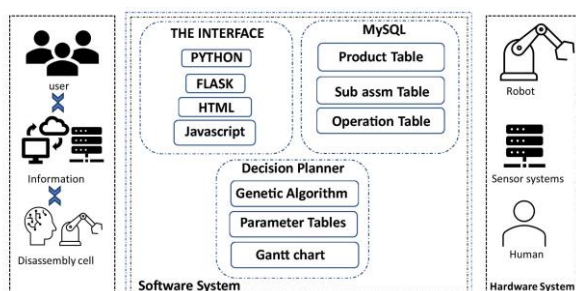 user
Information
Disassembly cell
THE INTERFACE
PYTHON
FLASK
HTML
Javascript
MySQL
Product Table
Sub assm Table
Operation Table
Decision Planner
Genetic Algorithm
Parameter Tables
Gantt chart
Software System
Robot
Sensor systems
Human
Hardware System